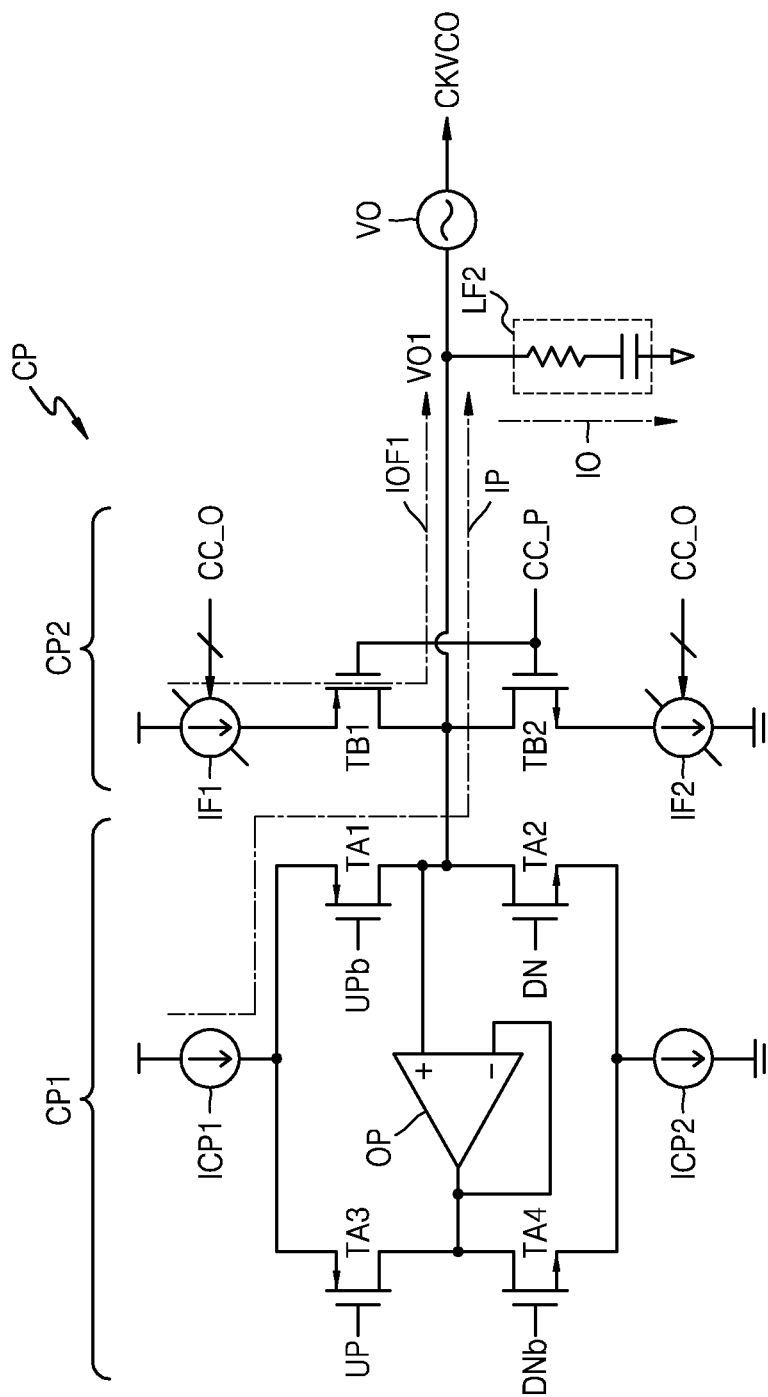 CP
CP1
CP2
ICP1
IF1
CC_O
UP
TA3
UPb
TA1
TB1
IOF1
VO1
VO
CKVCO
OP
+
−
IP
CC_P
LF2
IO
DNb
TA4
DN
TA2
TB2
ICP2
IF2
CC_O